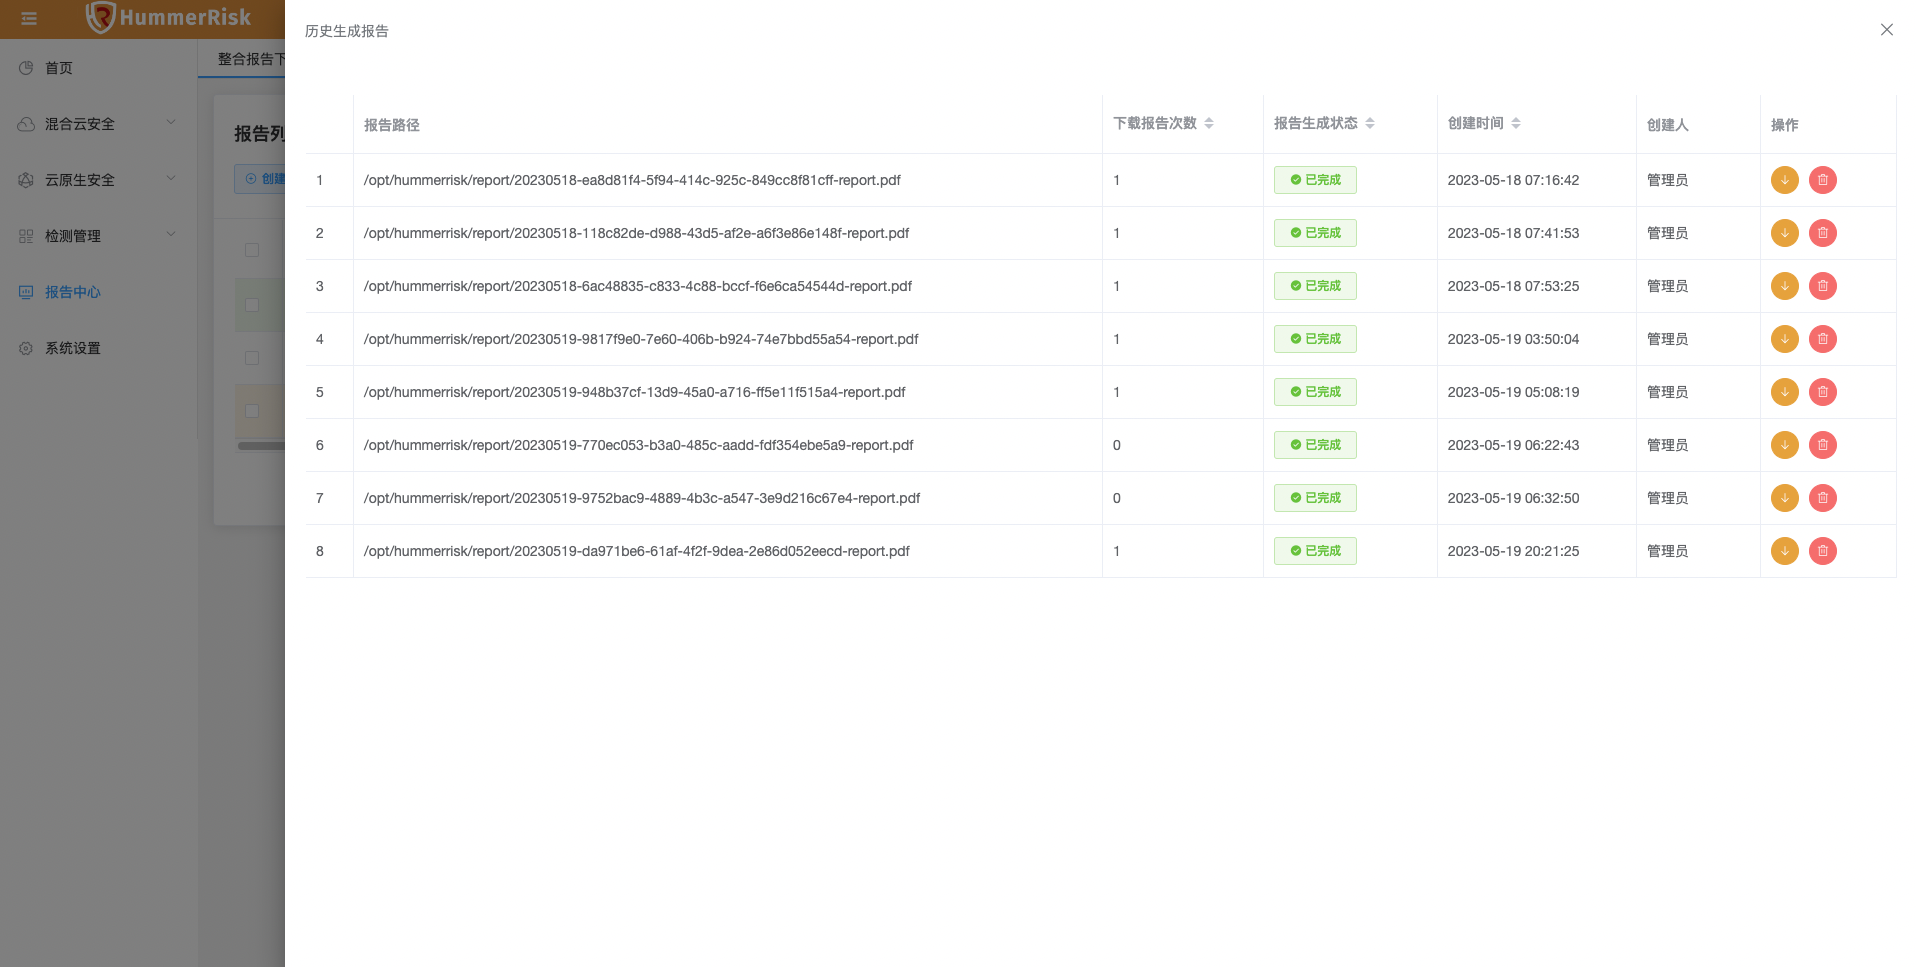 HummerRisk
历史生成报告
首页
整合报告下
混合云安全
云原生安全
检测管理
报告中心
系统设置
报告列
创建
报告路径 下载报告次数 报告生成状态 创建时间 创建人 操作
1 /opt/hummerrisk/report/20230518-ea8d81f4-5f94-414c-925c-849cc8f81cff-report.pdf 1 已完成 2023-05-18 07:16:42 管理员
2 /opt/hummerrisk/report/20230518-118c82de-d988-43d5-af2e-a6f3e86e148f-report.pdf 1 已完成 2023-05-18 07:41:53 管理员
3 /opt/hummerrisk/report/20230518-6ac48835-c833-4c88-bccf-f6e6ca54544d-report.pdf 1 已完成 2023-05-18 07:53:25 管理员
4 /opt/hummerrisk/report/20230519-9817f9e0-7e60-406b-b924-74e7bbd55a54-report.pdf 1 已完成 2023-05-19 03:50:04 管理员
5 /opt/hummerrisk/report/20230519-948b37cf-13d9-45a0-a716-ff5e11f515a4-report.pdf 1 已完成 2023-05-19 05:08:19 管理员
6 /opt/hummerrisk/report/20230519-770ec053-b3a0-485c-aadd-fdf354ebe5a9-report.pdf 0 已完成 2023-05-19 06:22:43 管理员
7 /opt/hummerrisk/report/20230519-9752bac9-4889-4b3c-a547-3e9d216c67e4-report.pdf 0 已完成 2023-05-19 06:32:50 管理员
8 /opt/hummerrisk/report/20230519-da971be6-61af-4f2f-9dea-2e86d052eecd-report.pdf 1 已完成 2023-05-19 20:21:25 管理员